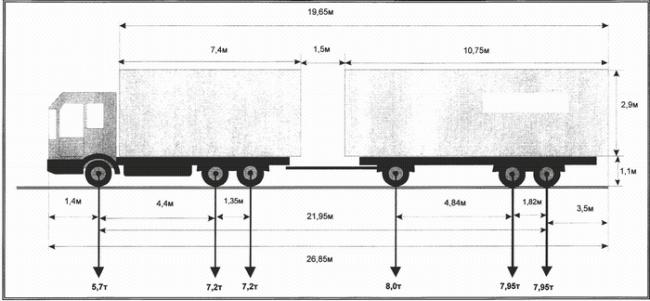 19,65м
7,4м 1,5м 10,75м
2,9м
1,1м
1,4м 4,4м 1,35м 4,84м 1,82м 3,5м
21,95м
26,85м
5,7т 7,2т 7,2т 8,0т 7,95т 7,95т